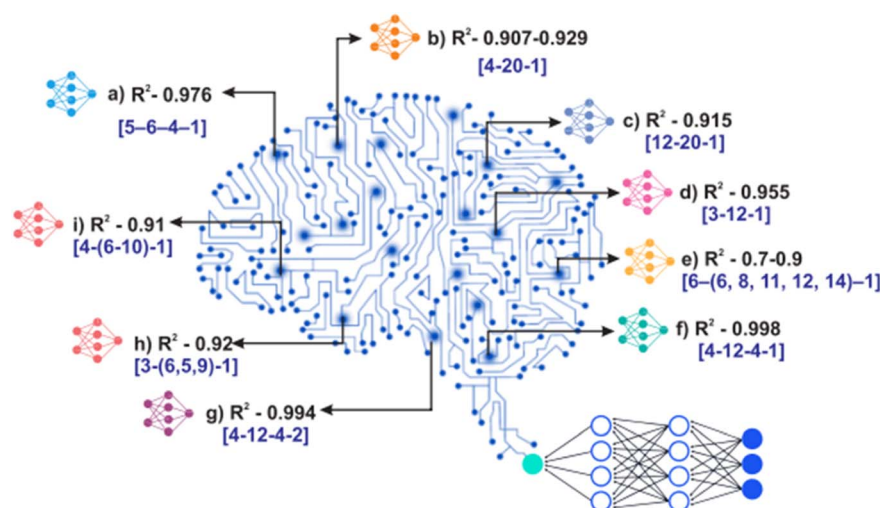 a) R²- 0.976
[5–6–4–1]
b) R²- 0.907-0.929
[4-20-1]
c) R² - 0.915
[12-20-1]
d) R² - 0.955
[3-12-1]
e) R² - 0.7-0.9
[6–(6, 8, 11, 12, 14)–1]
f) R² - 0.998
[4-12-4-1]
g) R² - 0.994
[4-12-4-2]
h) R² - 0.92
[3-(6,5,9)-1]
i) R² - 0.91
[4-(6-10)-1]